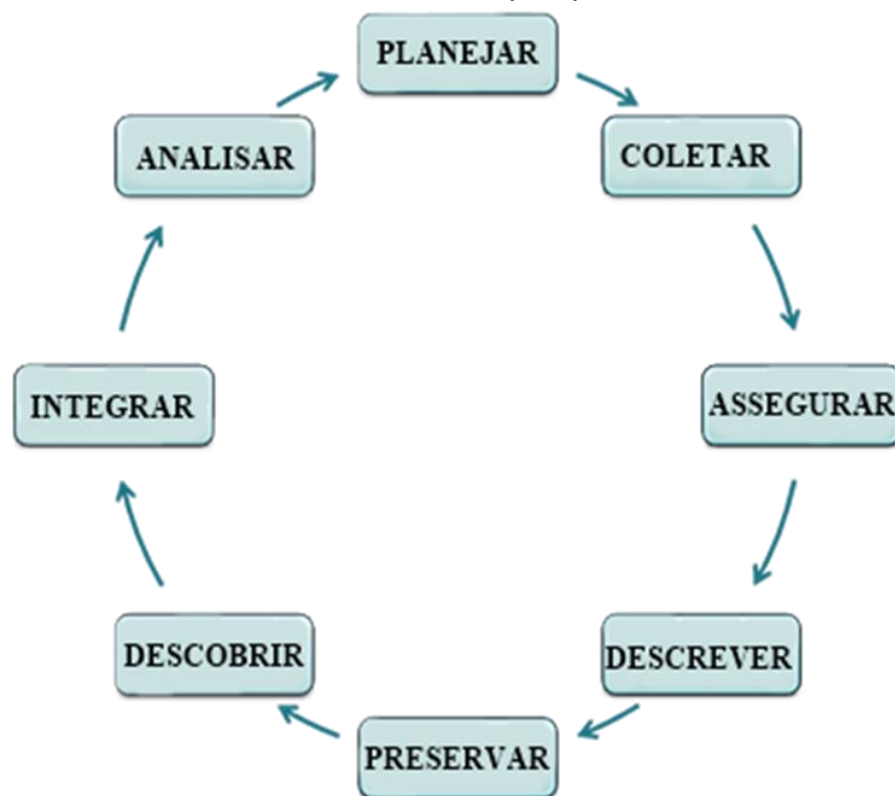 PLANEJAR
COLETAR
ASSEGURAR
DESCREVER
PRESERVAR
DESCOBRIR
INTEGRAR
ANALISAR